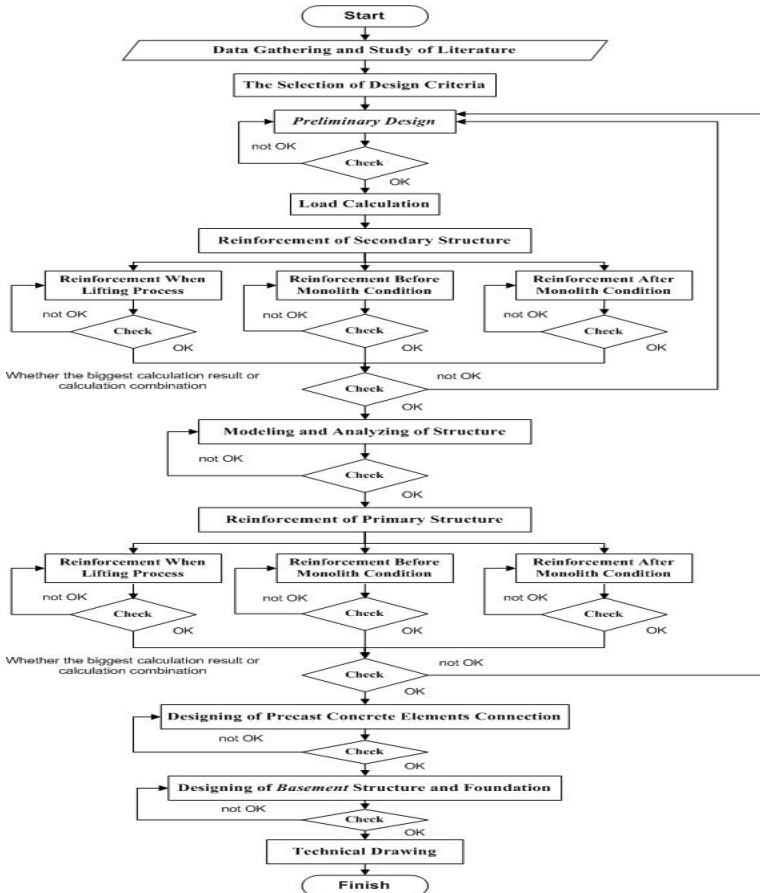 Start
Data Gathering and Study of Literature
The Selection of Design Criteria
Preliminary Design
not OK
Check
OK
Load Calculation
Reinforcement of Secondary Structure
Reinforcement When
Lifting Process
not OK
Check
OK
Reinforcement Before
Monolith Condition
not OK
Check
OK
Reinforcement After
Monolith Condition
not OK
Check
OK
Whether the biggest calculation result or
calculation combination
Check
not OK
OK
Modeling and Analyzing of Structure
not OK
Check
OK
Reinforcement of Primary Structure
Reinforcement When
Lifting Process
not OK
Check
OK
Reinforcement Before
Monolith Condition
not OK
Check
OK
Reinforcement After
Monolith Condition
not OK
Check
OK
Whether the biggest calculation result or
calculation combination
Check
not OK
OK
Designing of Precast Concrete Elements Connection
not OK
Check
OK
Designing of Basement Structure and Foundation
not OK
Check
OK
Technical Drawing
Finish